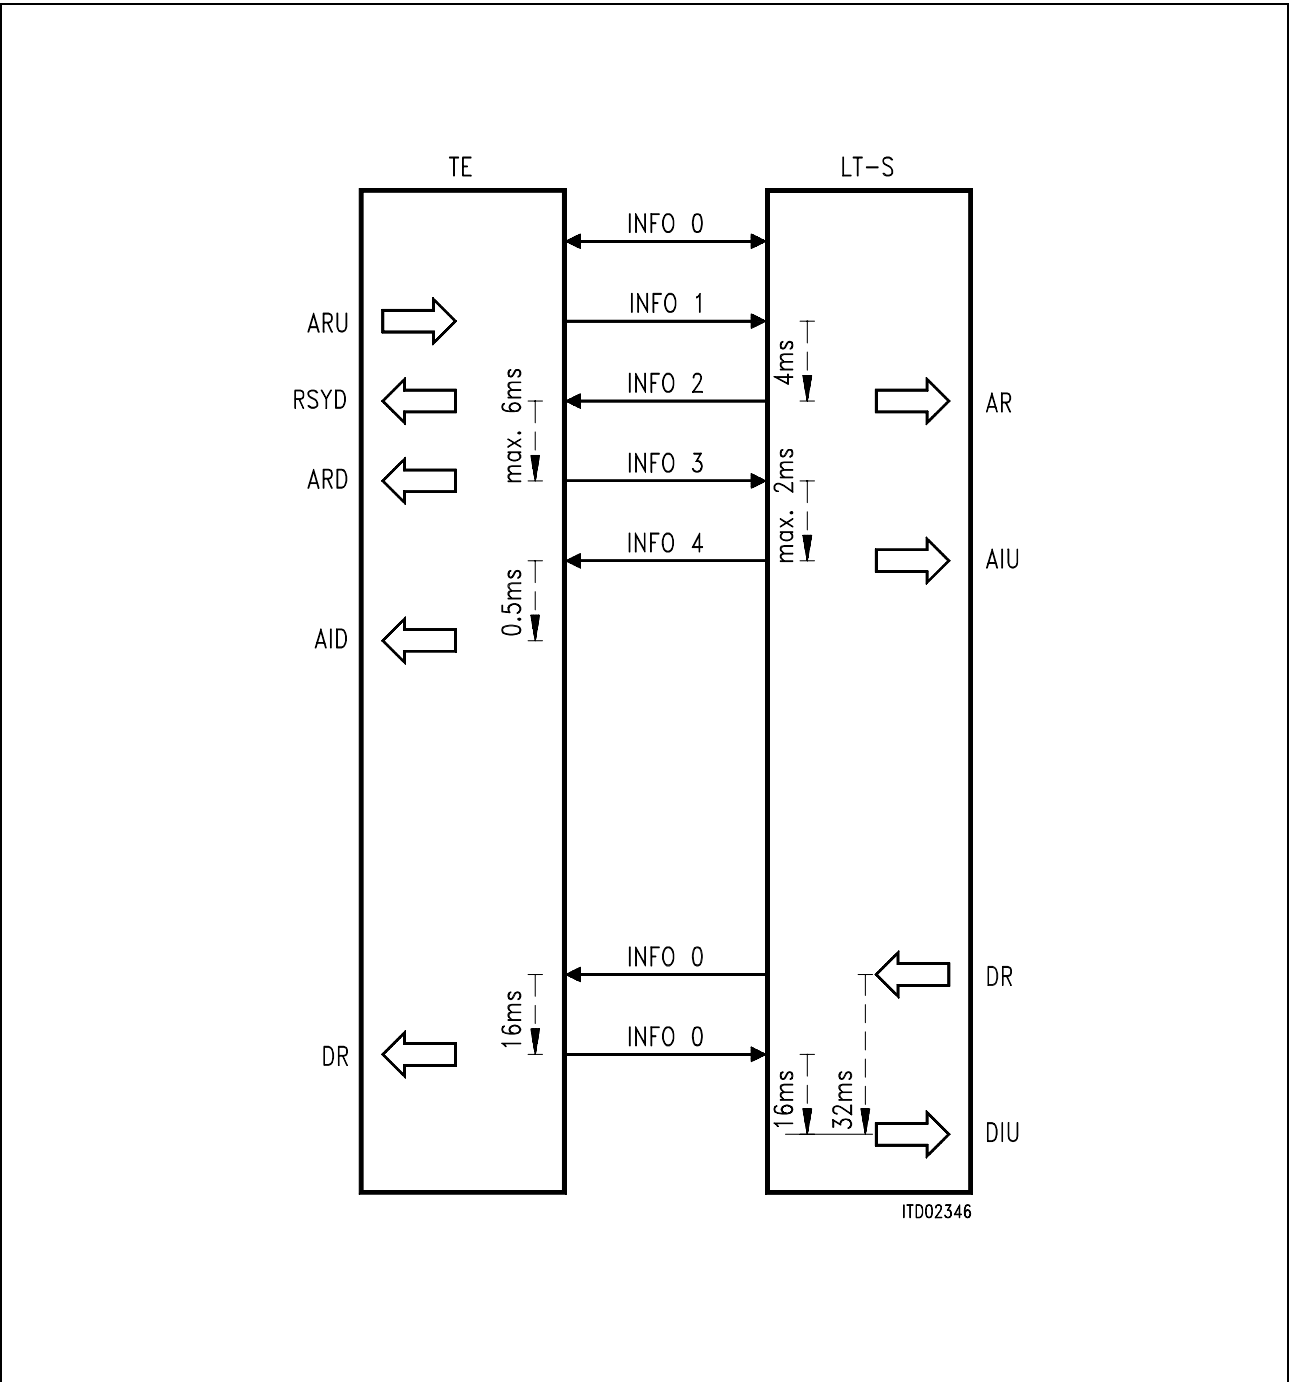 TE
LT-S
INFO 0
ARU
INFO 1
4ms
RSYD
max. 6ms
INFO 2
AR
ARD
INFO 3
max. 2ms
INFO 4
AIU
0.5ms
AID
INFO 0
DR
16ms
DR
INFO 0
16ms
32ms
DIU
ITD02346